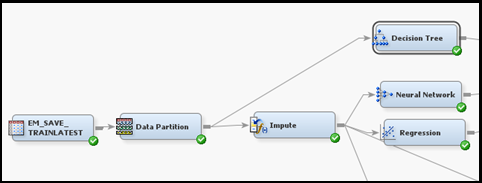 Decision Tree
Neural Network
EM_SAVE_
TRAINLATEST
Data Partition
Impute
Regression